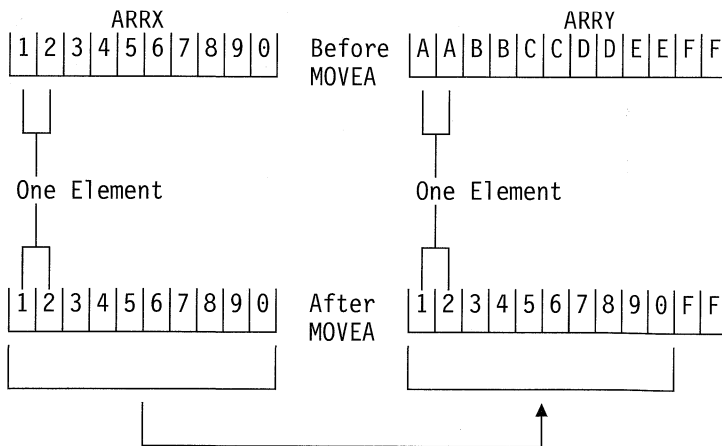 ARRX ARRY
1 2 3 4 5 6 7 8 9 0 Before A A B B C C D D E E F F
MOVEA
One Element One Element
1 2 3 4 5 6 7 8 9 0 After 1 2 3 4 5 6 7 8 9 0 F F
MOVEA